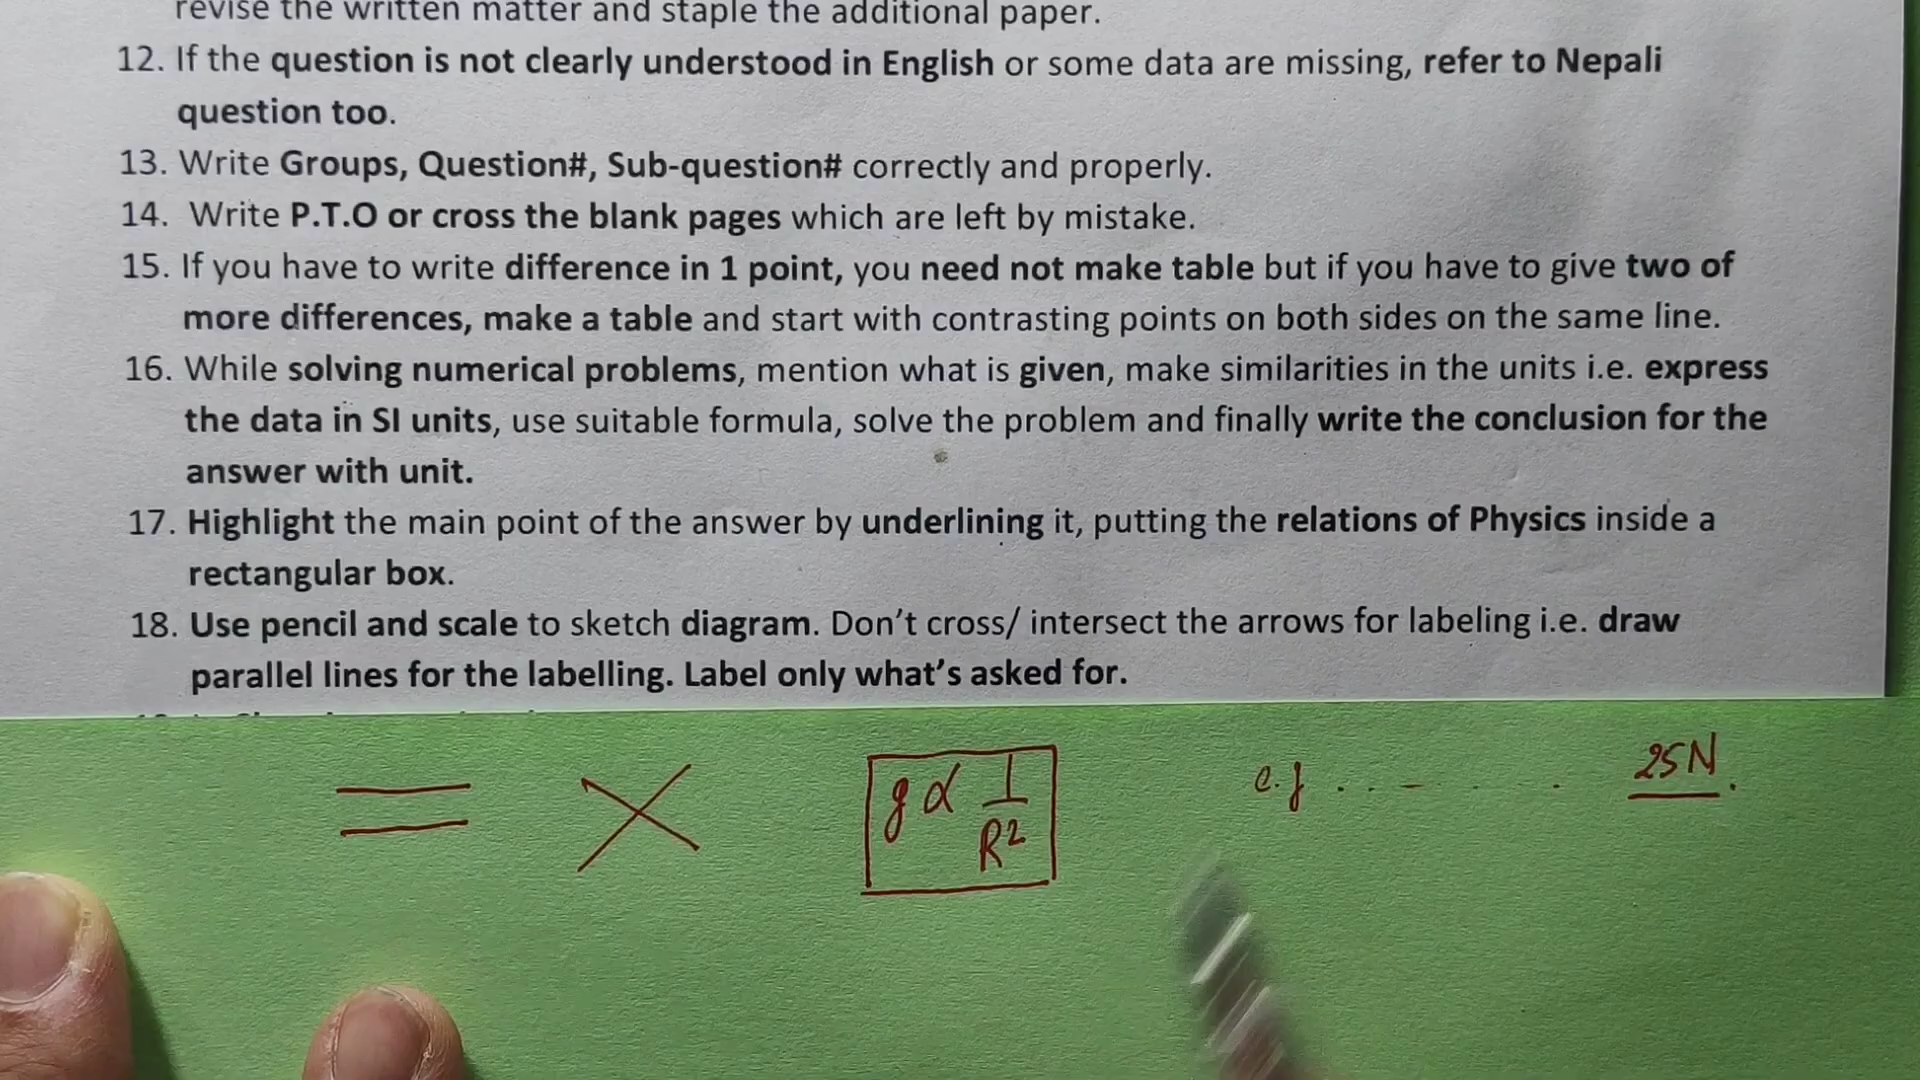 revise the written matter and staple the additional paper.
12. If the question is not clearly understood in English or some data are missing, refer to Nepali
question too.
13. Write Groups, Question#, Sub-question# correctly and properly.
14. Write P.T.O or cross the blank pages which are left by mistake.
15. If you have to write difference in 1 point, you need not make table but if you have to give two of
more differences, make a table and start with contrasting points on both sides on the same line.
16. While solving numerical problems, mention what is given, make similarities in the units i.e. express
the data in SI units, use suitable formula, solve the problem and finally write the conclusion for the
answer with unit.
17. Highlight the main point of the answer by underlining it, putting the relations of Physics inside a
rectangular box.
18. Use pencil and scale to sketch diagram. Don't cross/ intersect the arrows for labeling i.e. draw
parallel lines for the labelling. Label only what's asked for.
g ∝ 1/R² e.g ........ 25N.